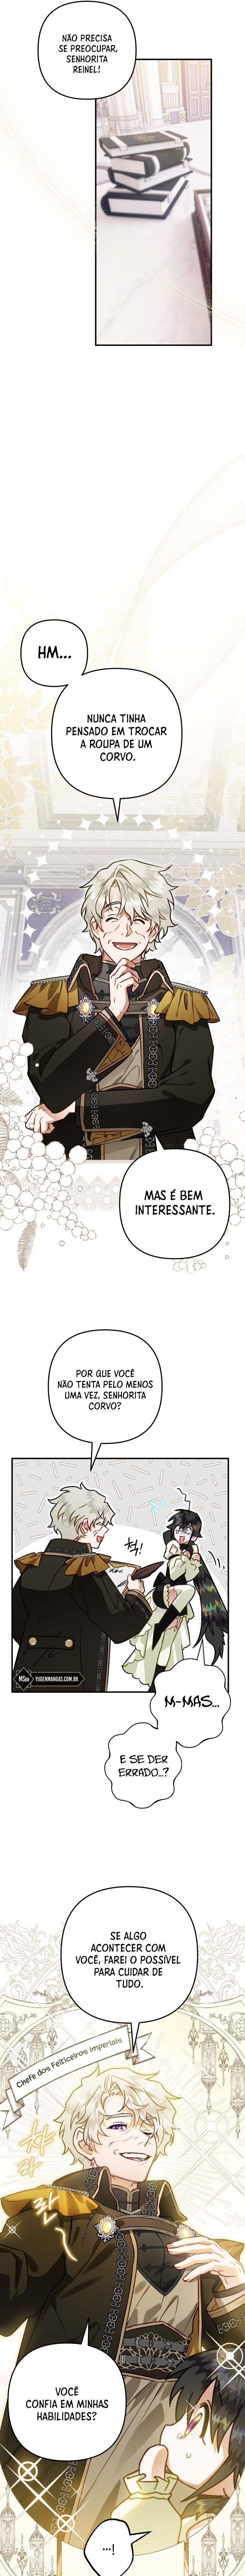 NÃO PRECISA
SE PREOCUPAR,
SENHORITA
REINEL!
HM...
NUNCA TINHA
PENSADO EM TROCAR
A ROUPA DE UM
CORVO.
MAS É BEM
INTERESSANTE.
POR QUE VOCÊ
NÃO TENTA PELO MENOS
UMA VEZ, SENHORITA
CORVO?
척!
MSM YUGENMANGAS.COM.BR
M-MAS...
E SE DER
ERRADO...?
SE ALGO
ACONTECER COM
VOCÊ, FAREI O POSSÍVEL
PARA CUIDAR DE
TUDO.
Chefe dos Feiticeiros Imperiais
VOCÊ
CONFIA EM MINHAS
HABILIDADES?
...!